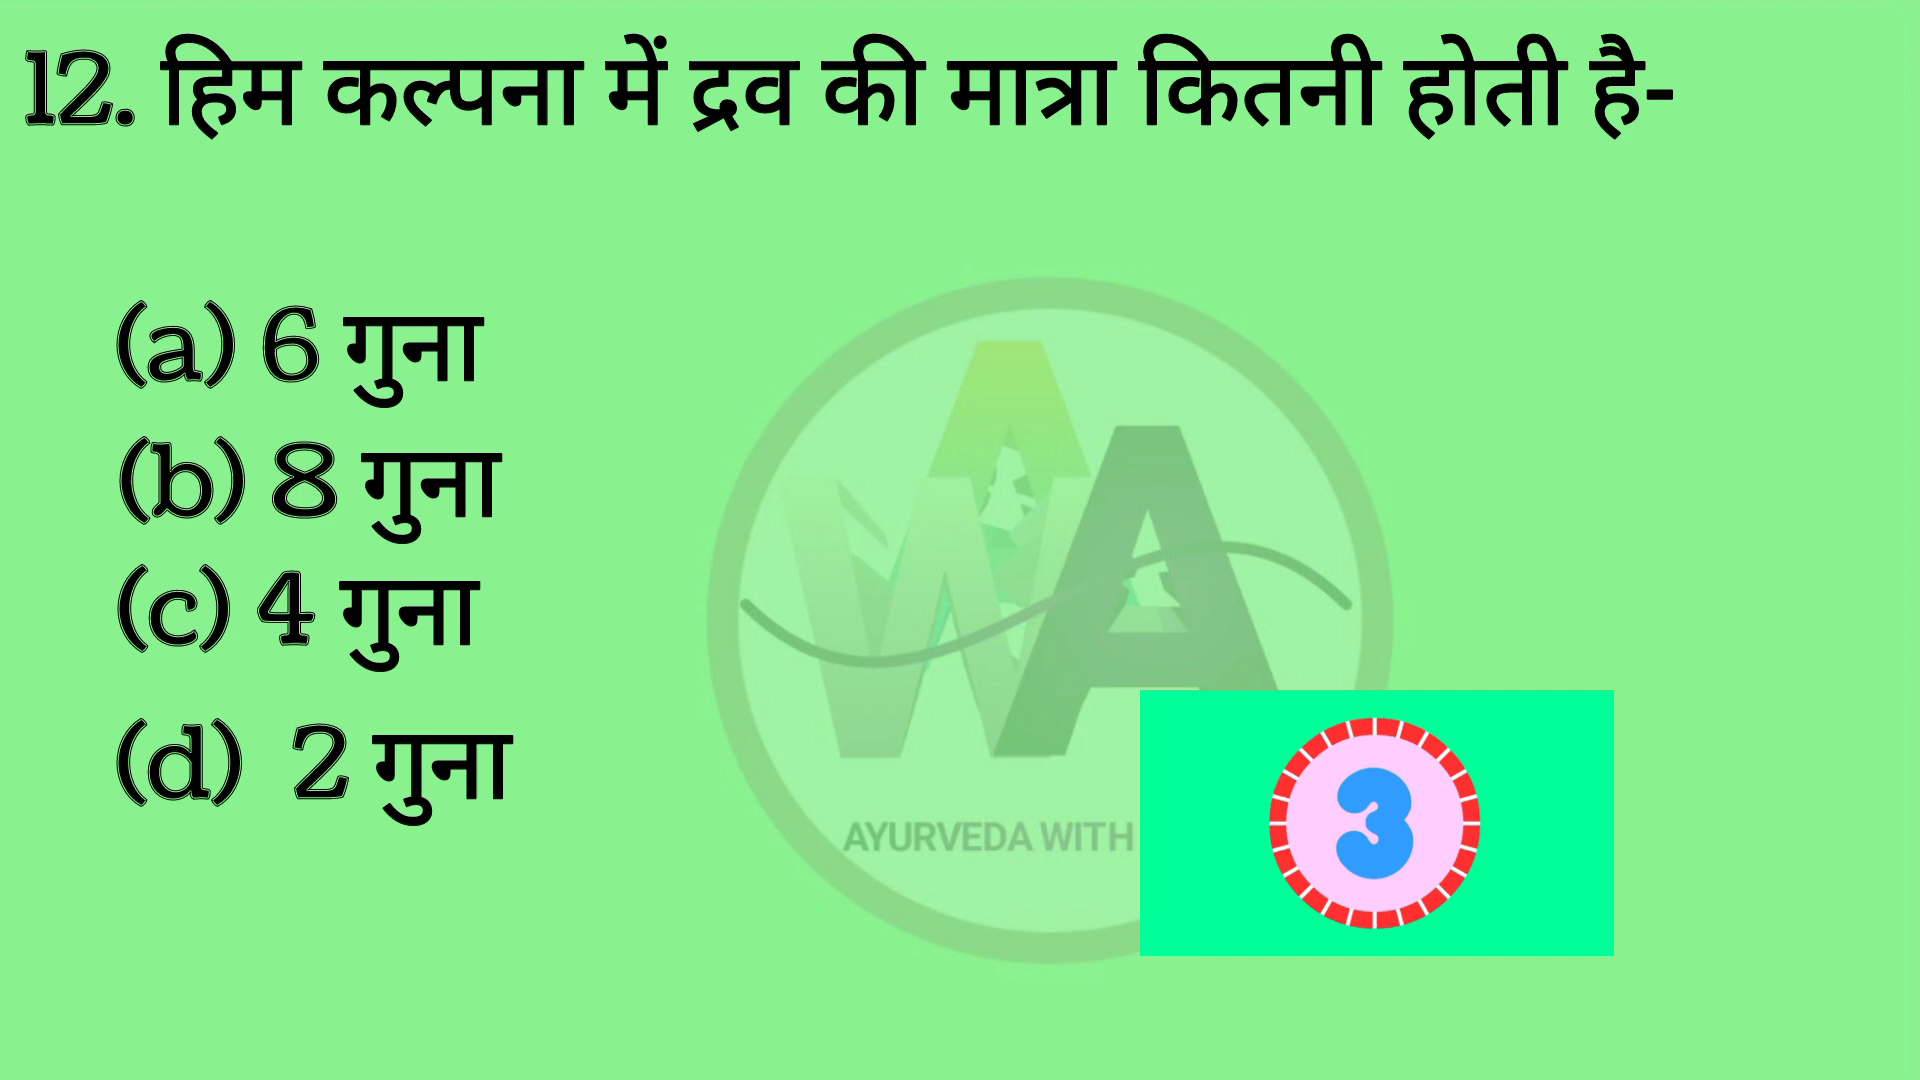 12. हिम कल्पना में द्रव की मात्रा कितनी होती है-
(a) 6 गुना
(b) 8 गुना
(c) 4 गुना
(d) 2 गुना
AYURVEDA WITH
3